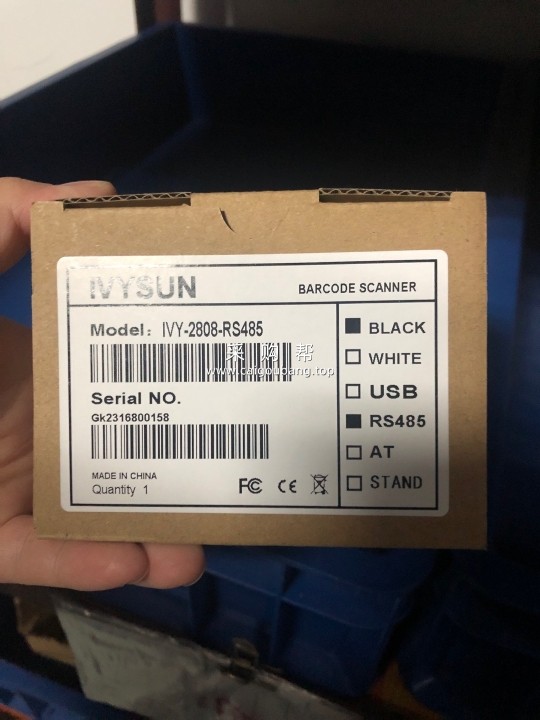 IVYSUN
BARCODE SCANNER
Model: IVY-2808-RS485
采购帮
www.caigoubang.top
Serial NO.
Gk2316800158
MADE IN CHINA
Quantity 1
FC CE
BLACK
WHITE
USB
RS485
AT
STAND